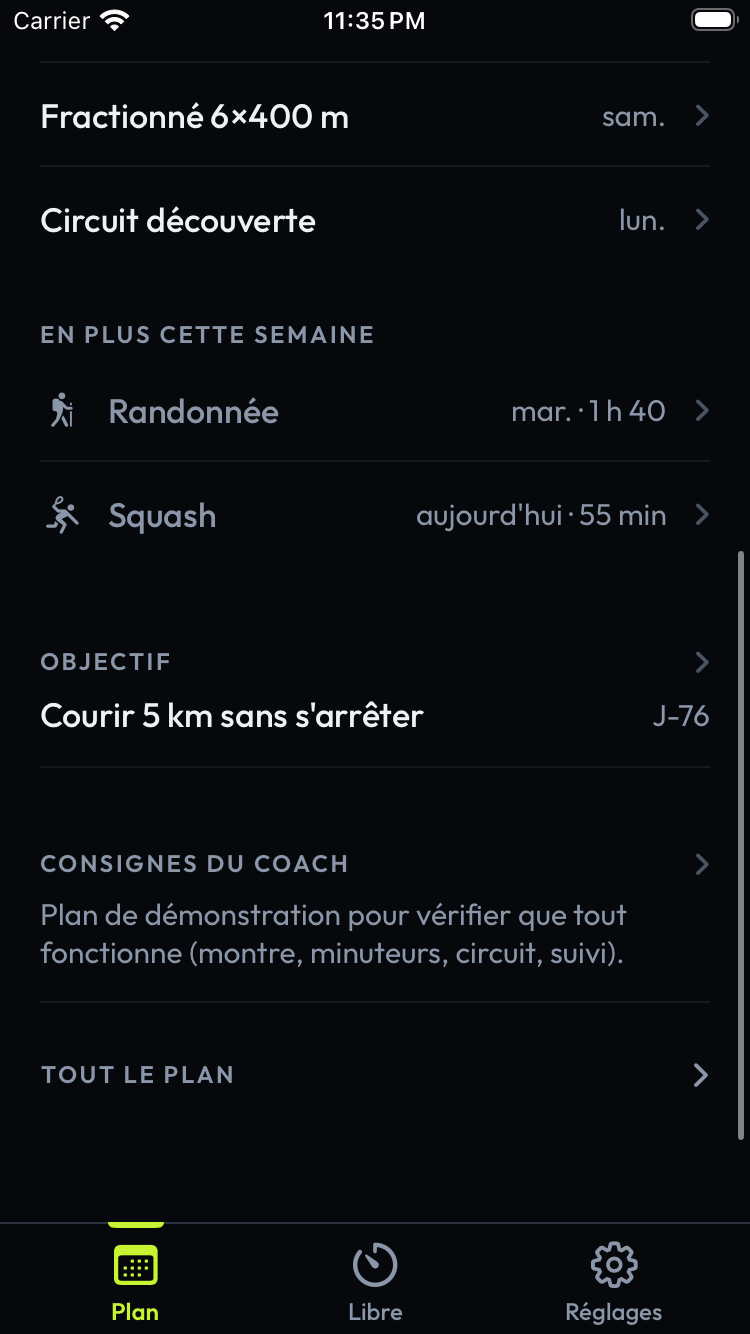 Carrier 11:35 PM
Fractionné 6×400 m sam.
Circuit découverte lun.
EN PLUS CETTE SEMAINE
Randonnée mar. · 1 h 40
Squash aujourd'hui · 55 min
OBJECTIF
Courir 5 km sans s'arrêter J-76
CONSIGNES DU COACH
Plan de démonstration pour vérifier que tout
fonctionne (montre, minuteurs, circuit, suivi).
TOUT LE PLAN
Plan Libre Réglages